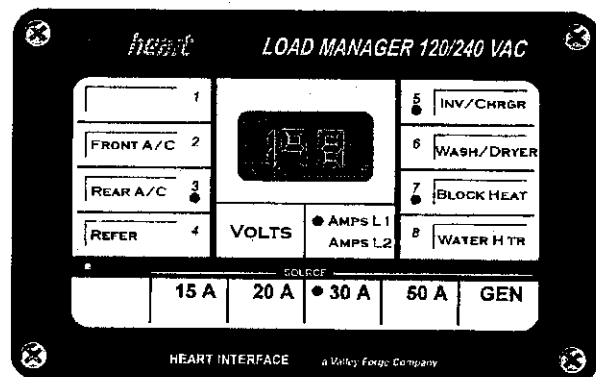 heart LOAD MANAGER 120/240 VAC
1
FRONT A/C 2
REAR A/C 3
REFER 4
VOLTS
AMPS L1
AMPS L2
5 INV/CHRGR
6 WASH/DRYER
7 BLOCK HEAT
8 WATER HTR
SOURCE
15 A 20 A 30 A 50 A GEN
HEART INTERFACE a Valley Forge Company